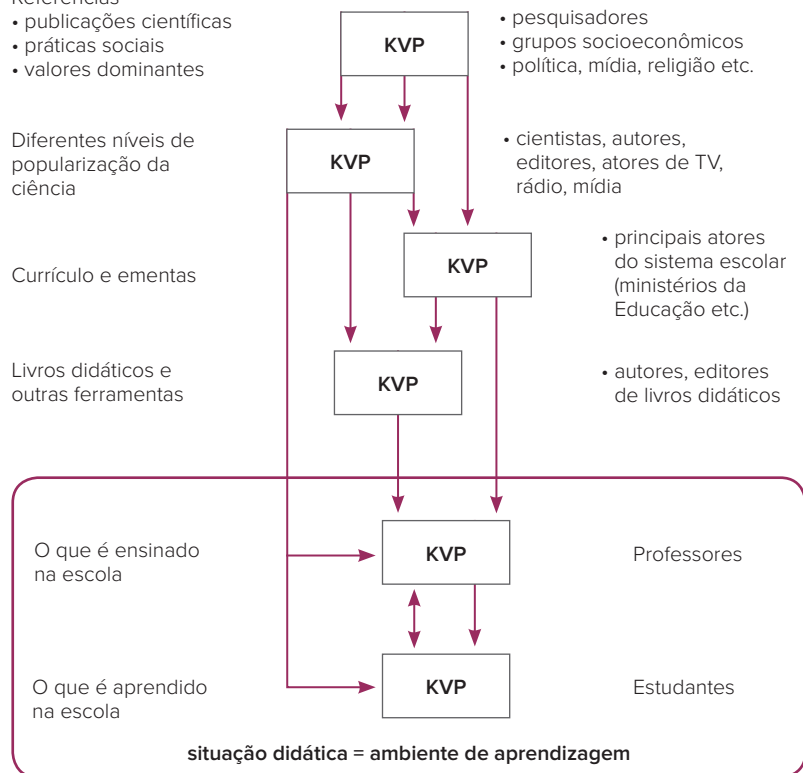 Referências
• publicações científicas
• práticas sociais
• valores dominantes
KVP
• pesquisadores
• grupos socioeconômicos
• política, mídia, religião etc.
Diferentes níveis de
popularização da
ciência
KVP
• cientistas, autores,
editores, atores de TV,
rádio, mídia
Currículo e ementas
KVP
• principais atores
do sistema escolar
(ministérios da
Educação etc.)
Livros didáticos e
outras ferramentas
KVP
• autores, editores
de livros didáticos
O que é ensinado
na escola
KVP
Professores
O que é aprendido
na escola
KVP
Estudantes
situação didática = ambiente de aprendizagem